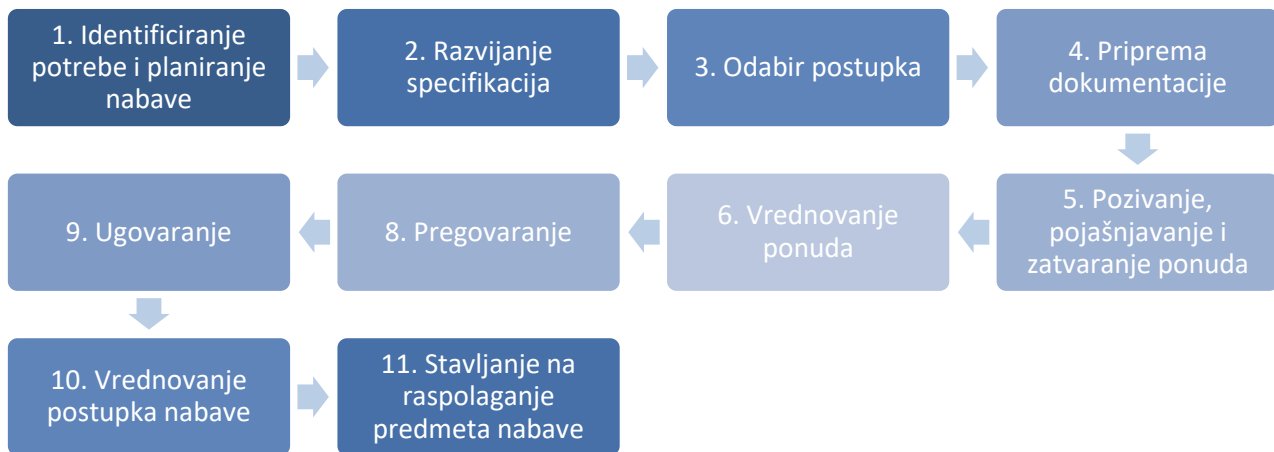 1. Identificiranje
potrebe i planiranje
nabave
2. Razvijanje
specifikacija
3. Odabir postupka
4. Priprema
dokumentacije
5. Pozivanje,
pojašnjavanje i
zatvaranje ponuda
6. Vrednovanje
ponuda
8. Pregovaranje
9. Ugovaranje
10. Vrednovanje
postupka nabave
11. Stavljanje na
raspolaganje
predmeta nabave